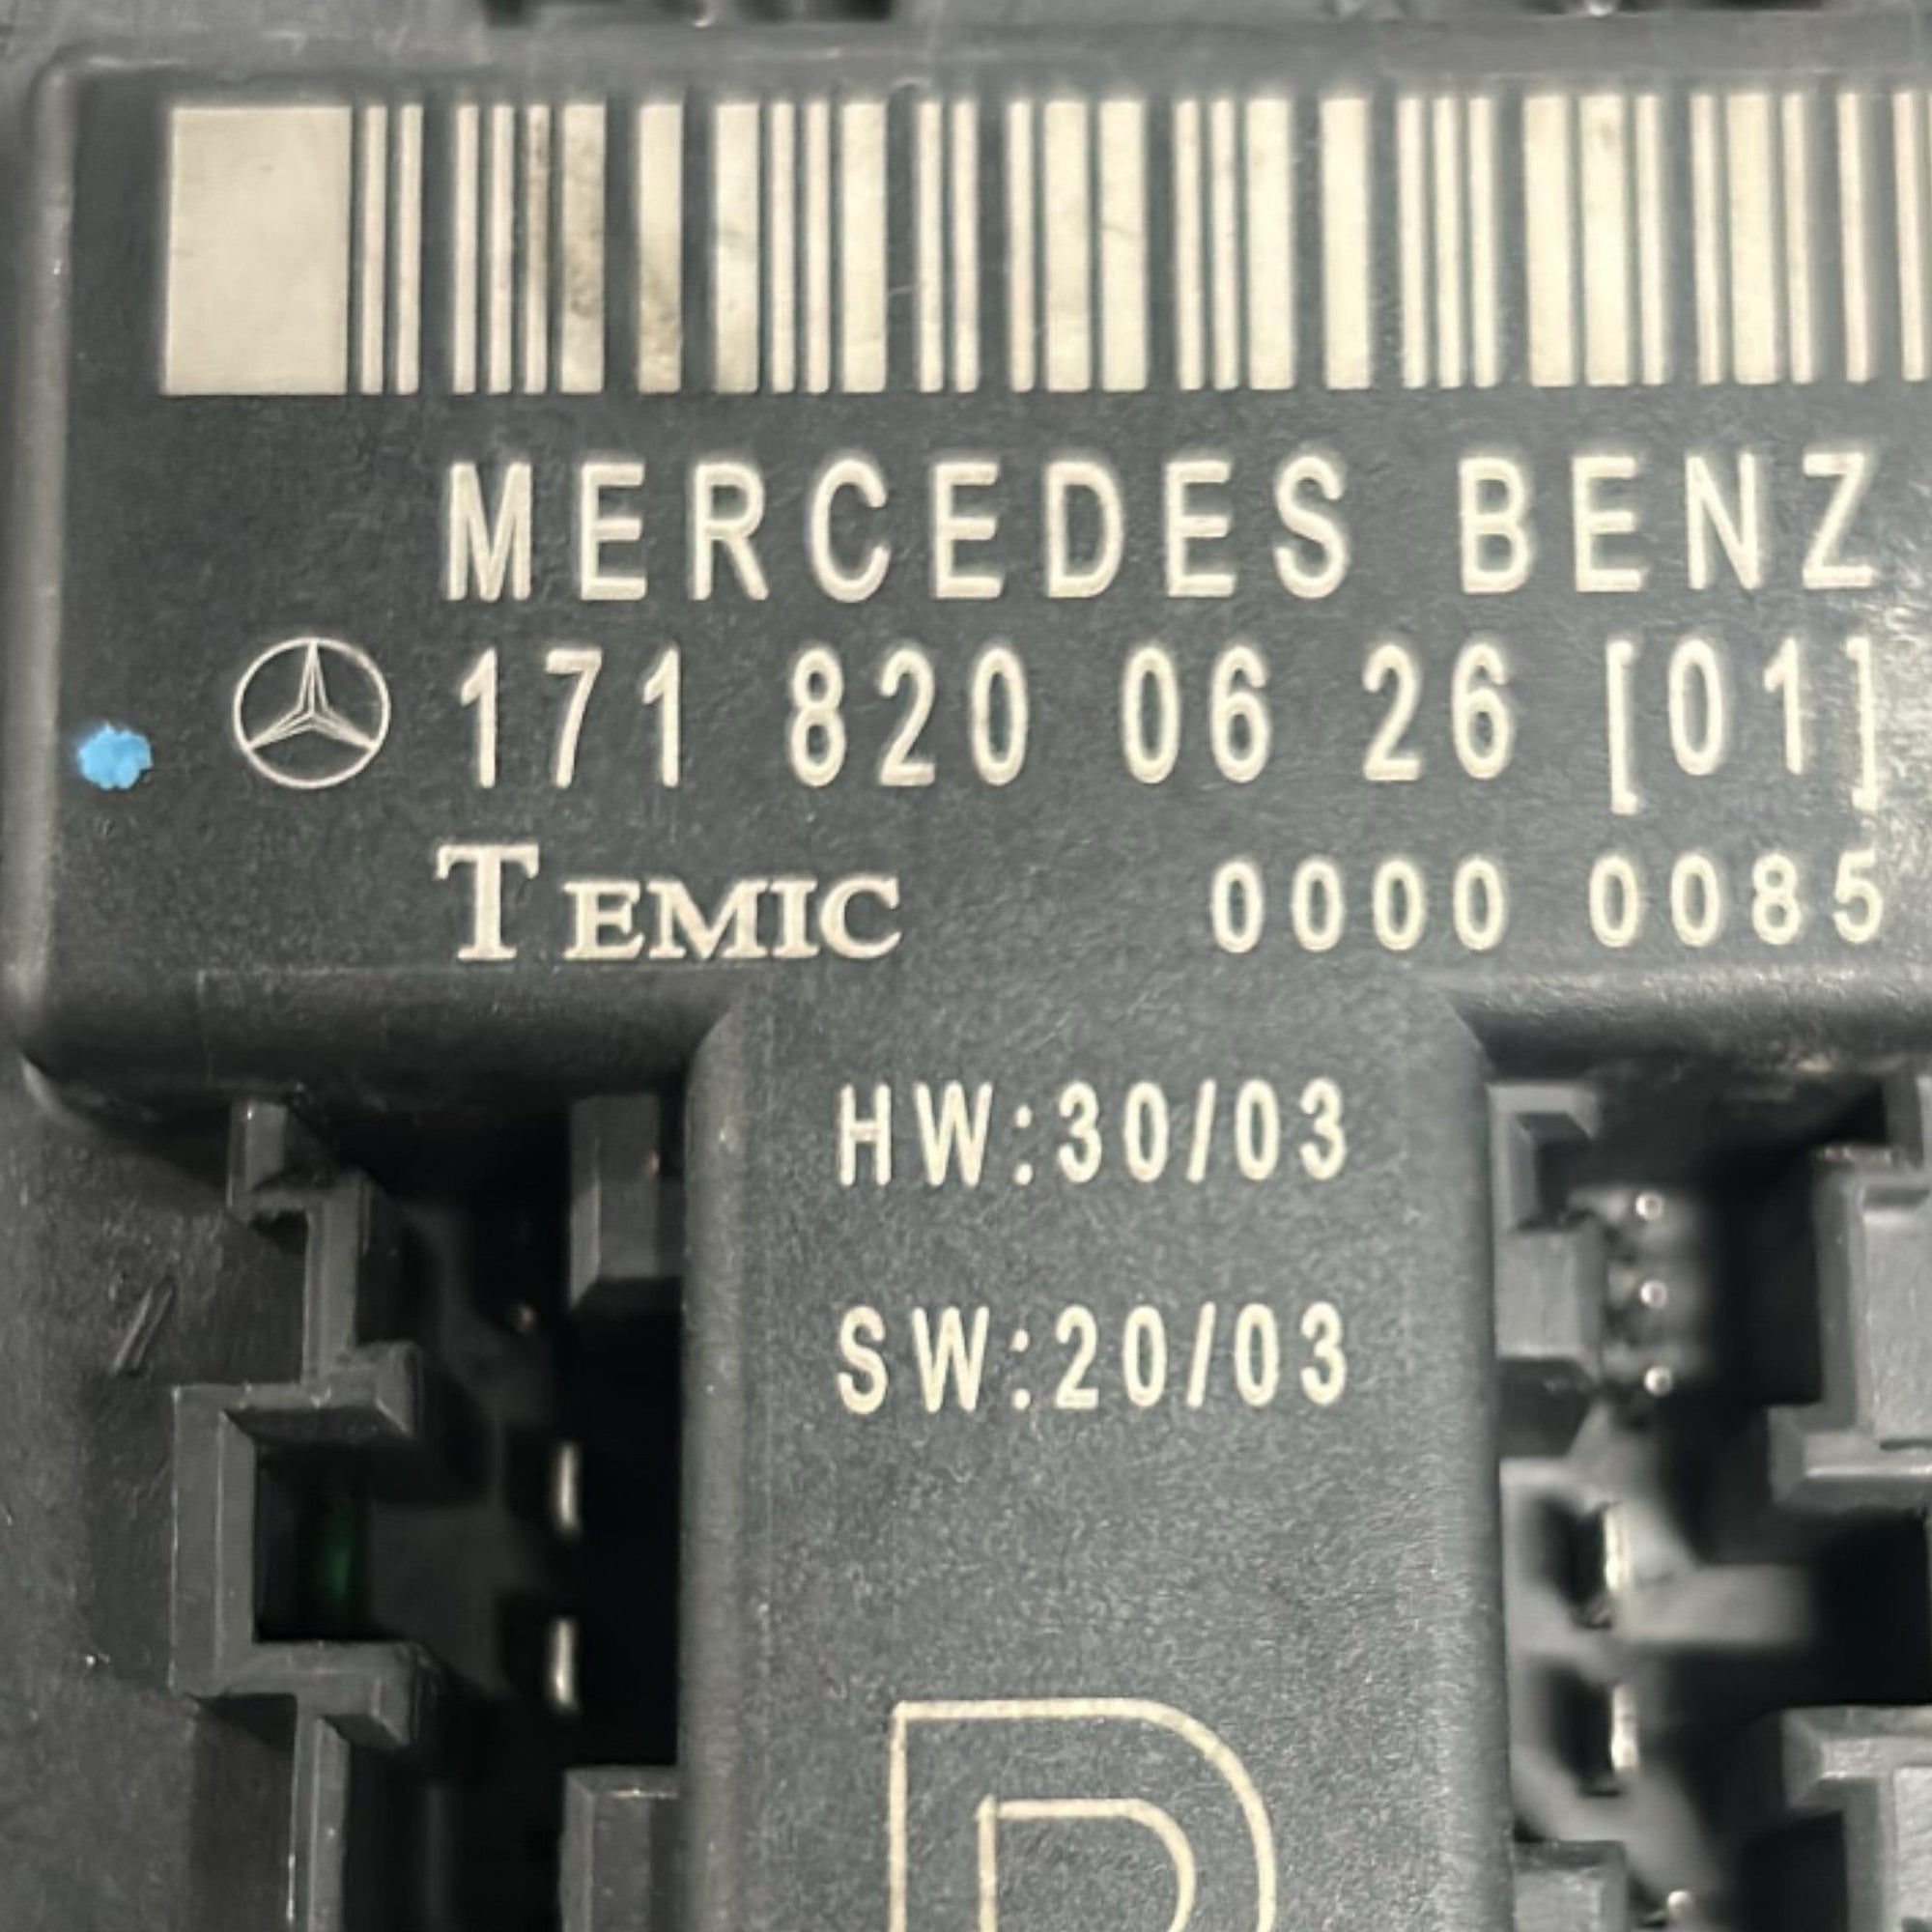 MERCEDES BENZ
171 820 06 26 [01]
TEMIC 0000 0085
HW:30/03
SW:20/03